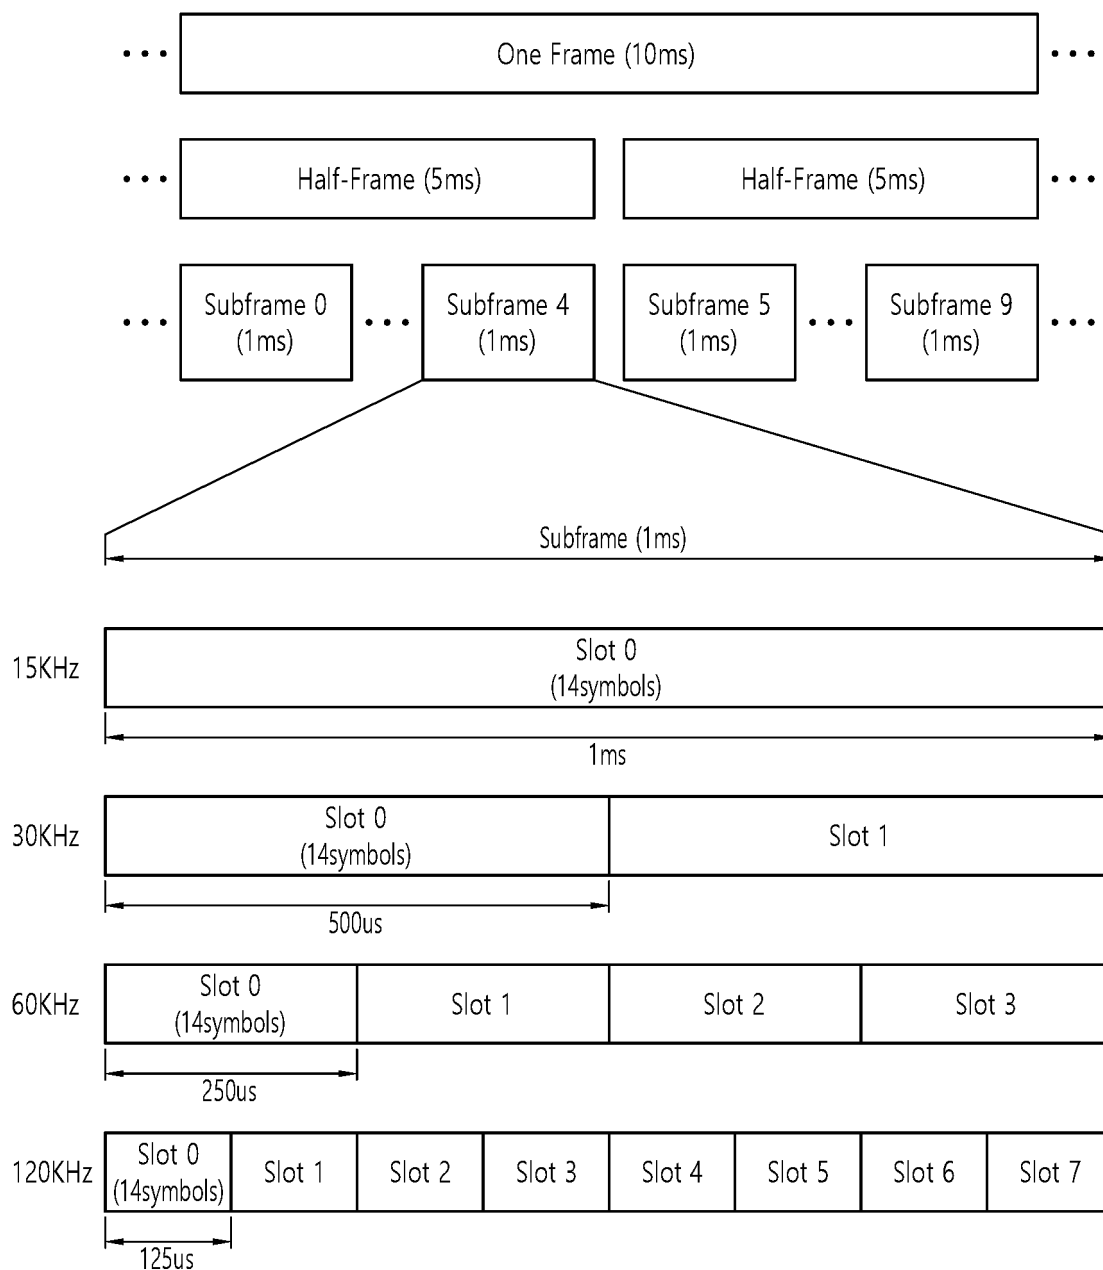 One Frame (10ms)
Half-Frame (5ms)
Half-Frame (5ms)
Subframe 0
(1ms)
Subframe 4
(1ms)
Subframe 5
(1ms)
Subframe 9
(1ms)
Subframe (1ms)
15KHz
Slot 0
(14symbols)
1ms
30KHz
Slot 0
(14symbols)
Slot 1
500us
60KHz
Slot 0
(14symbols)
Slot 1
Slot 2
Slot 3
250us
120KHz
Slot 0
(14symbols)
Slot 1
Slot 2
Slot 3
Slot 4
Slot 5
Slot 6
Slot 7
125us